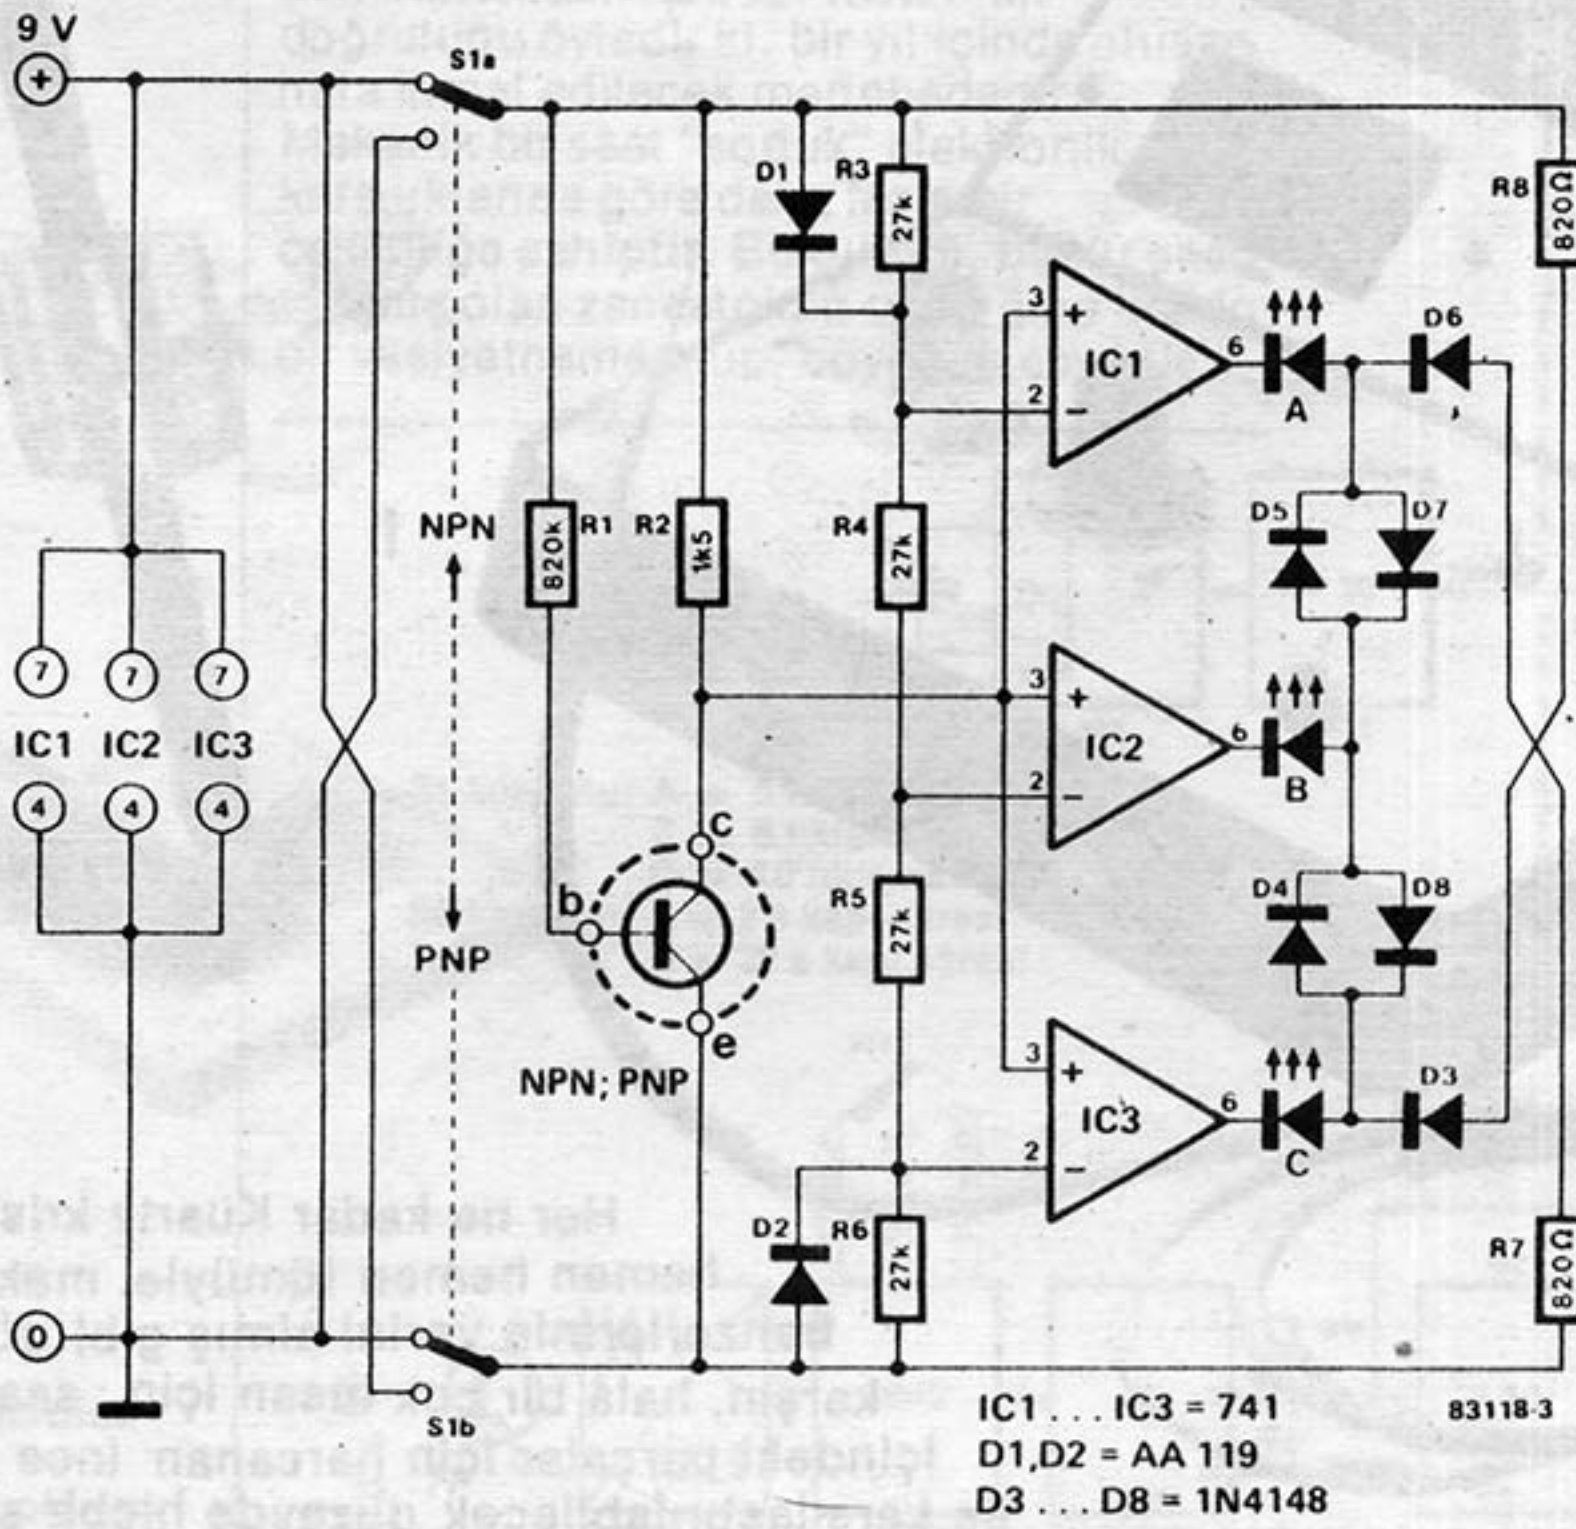 9 V
+
S1a
D1
R3
27k
R8
820Ω
3
+
IC1
6
2
−
A
D6
NPN
820k
R1
R2
1k5
R4
27k
D5
D7
7
7
7
IC1
IC2
IC3
4
4
4
3
+
IC2
6
2
−
B
c
b
e
PNP
NPN; PNP
R5
27k
D4
D8
3
+
IC3
6
2
−
C
D3
D2
R6
27k
R7
820Ω
0
S1b
IC1 . . . IC3 = 741
83118-3
D1,D2 = AA 119
D3 . . . D8 = 1N4148